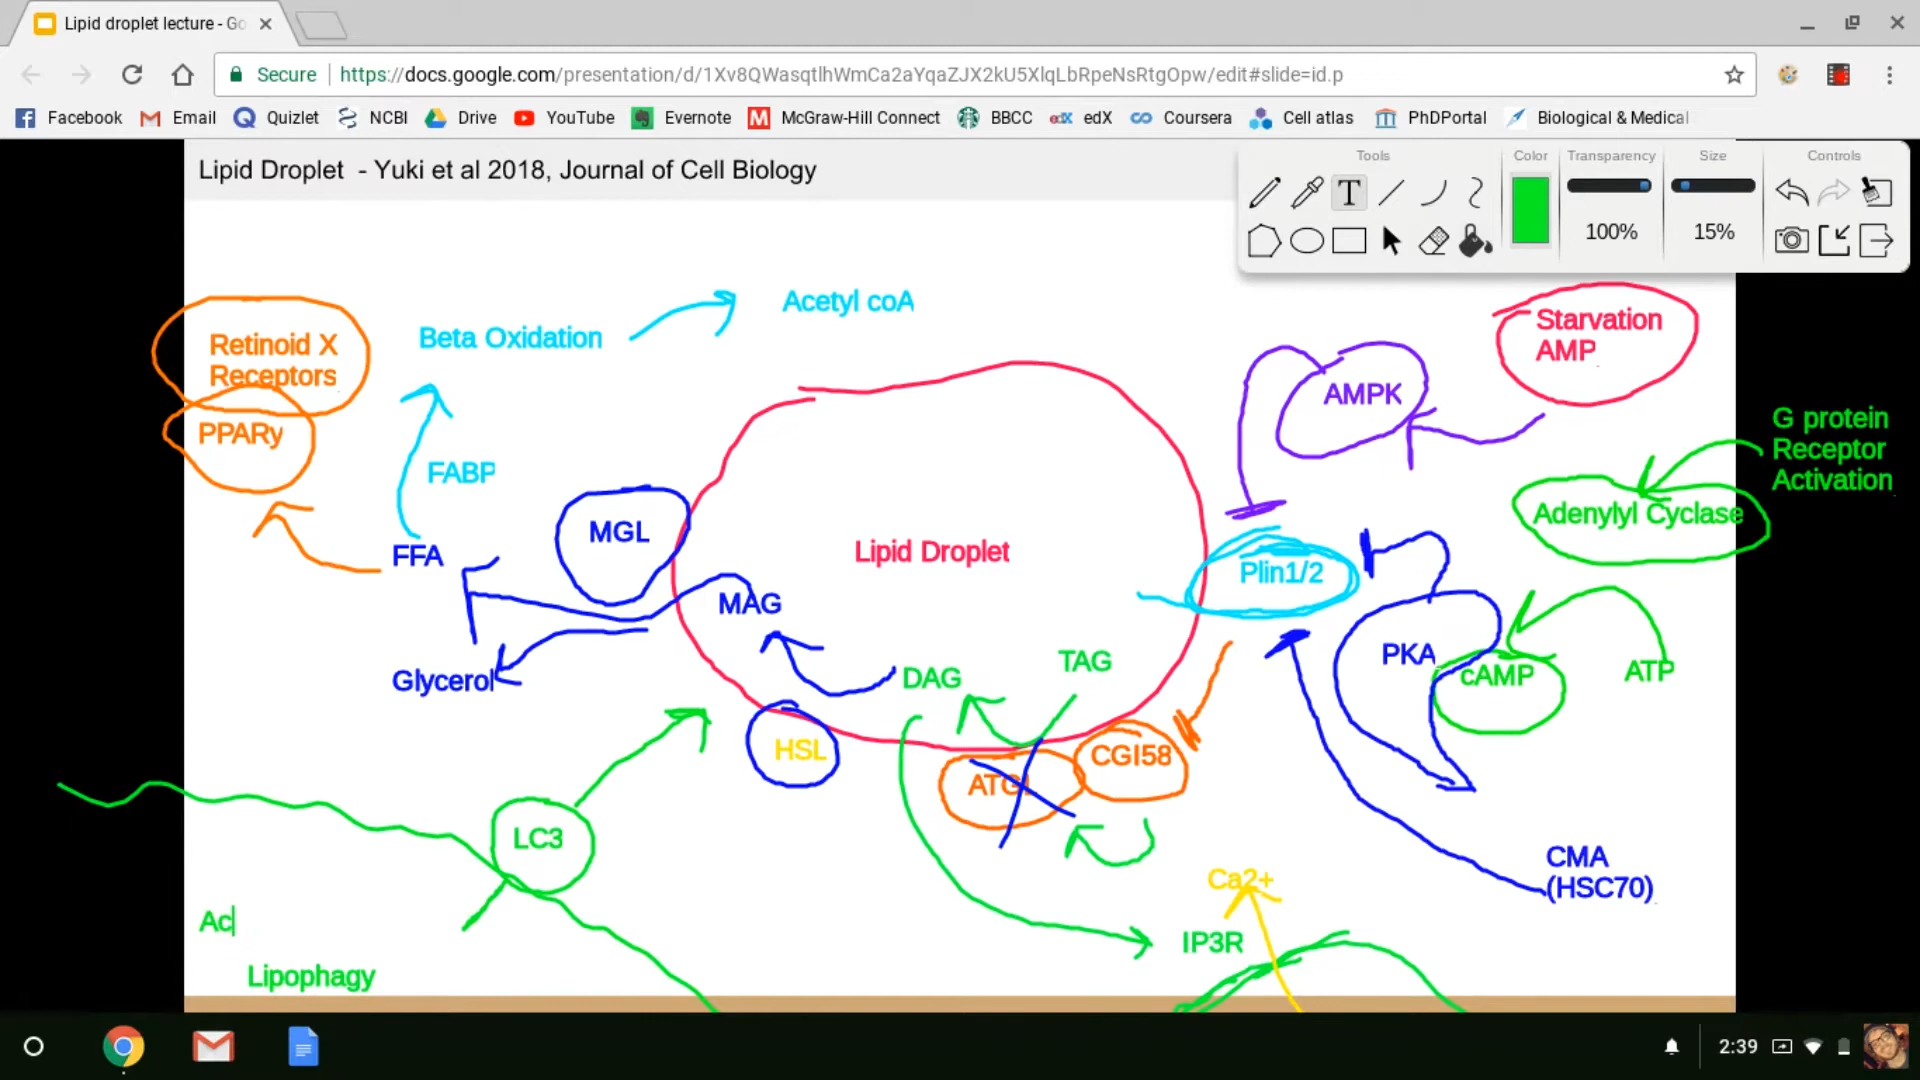 Lipid droplet lecture - Go
Secure
https://docs.google.com/presentation/d/1Xv8QWasqtlhWmCa2aYqaZJX2kU5XlqLbRpeNsRtgOpw/edit#slide=id.p
Facebook
Email
Quizlet
NCBI
Drive
YouTube
Evernote
McGraw-Hill Connect
BBCC
edX
Coursera
Cell atlas
PhDPortal
Biological & Medical
Lipid Droplet - Yuki et al 2018, Journal of Cell Biology
Tools
Color
Transparency
Size
Controls
T
100%
15%
Retinoid X
Receptors
PPARy
Beta Oxidation
Acetyl coA
Starvation
AMP
AMPK
G protein
Receptor
Activation
FABP
Adenylyl Cyclase
MGL
FFA
Lipid Droplet
Plin1/2
MAG
PKA
cAMP
ATP
Glycerol
DAG
TAG
HSL
ATGl
CGI58
LC3
CMA
(HSC70)
Ca2+
Ac
IP3R
Lipophagy
2:39